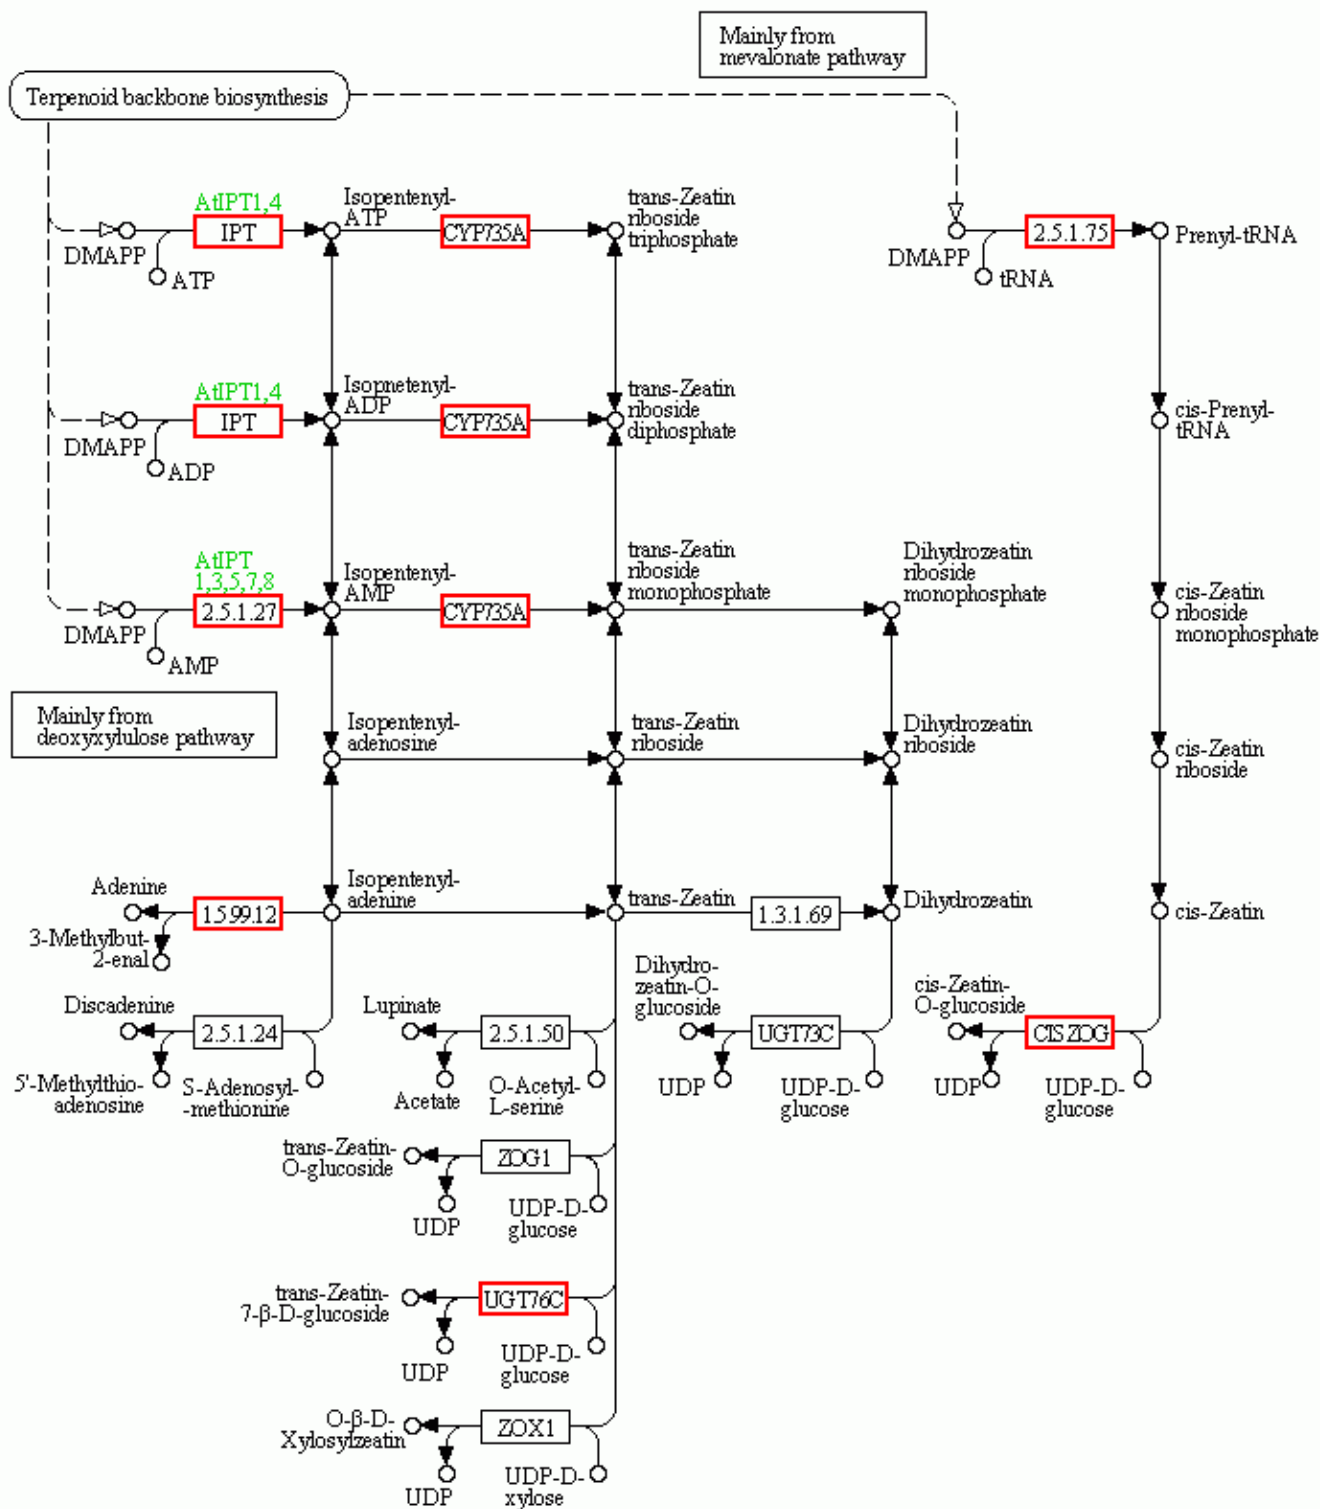 Mainly from
mevalonate pathway
Terpenoid backbone biosynthesis
AtIPT1,4
IPT
DMAPP
ATP
Isopentenyl-
ATP
CYP735A
trans-Zeatin
riboside
triphosphate
DMAPP
tRNA
2.5.1.75
Prenyl-tRNA
AtIPT1,4
IPT
DMAPP
ADP
Isopnetenyl-
ADP
CYP735A
trans-Zeatin
riboside
diphosphate
cis-Prenyl-
tRNA
AtIPT
1,3,5,7,8
2.5.1.27
DMAPP
AMP
Isopentenyl-
AMP
CYP735A
trans-Zeatin
riboside
monophosphate
Dihydrozeatin
riboside
monophosphate
cis-Zeatin
riboside
monophosphate
Mainly from
deoxyxylulose pathway
Isopentenyl-
adenosine
trans-Zeatin
riboside
Dihydrozeatin
riboside
cis-Zeatin
riboside
Adenine
1.5.99.12
3-Methylbut-
2-enal
Isopentenyl-
adenine
trans-Zeatin
1.3.1.69
Dihydrozeatin
cis-Zeatin
Discadenine
2.5.1.24
5'-Methylthio-
adenosine
S-Adenosyl-
-methionine
Lupinate
2.5.1.50
Acetate
O-Acetyl-
L-serine
Dihydro-
zeatin-O-
glucoside
UGT73C
UDP
UDP-D-
glucose
cis-Zeatin-
O-glucoside
CISZOG
UDP
UDP-D-
glucose
trans-Zeatin-
O-glucoside
ZOG1
UDP
UDP-D-
glucose
trans-Zeatin-
7-β-D-glucoside
UGT76C
UDP
UDP-D-
glucose
O-β-D-
Xylosylzeatin
ZOX1
UDP
UDP-D-
xylose